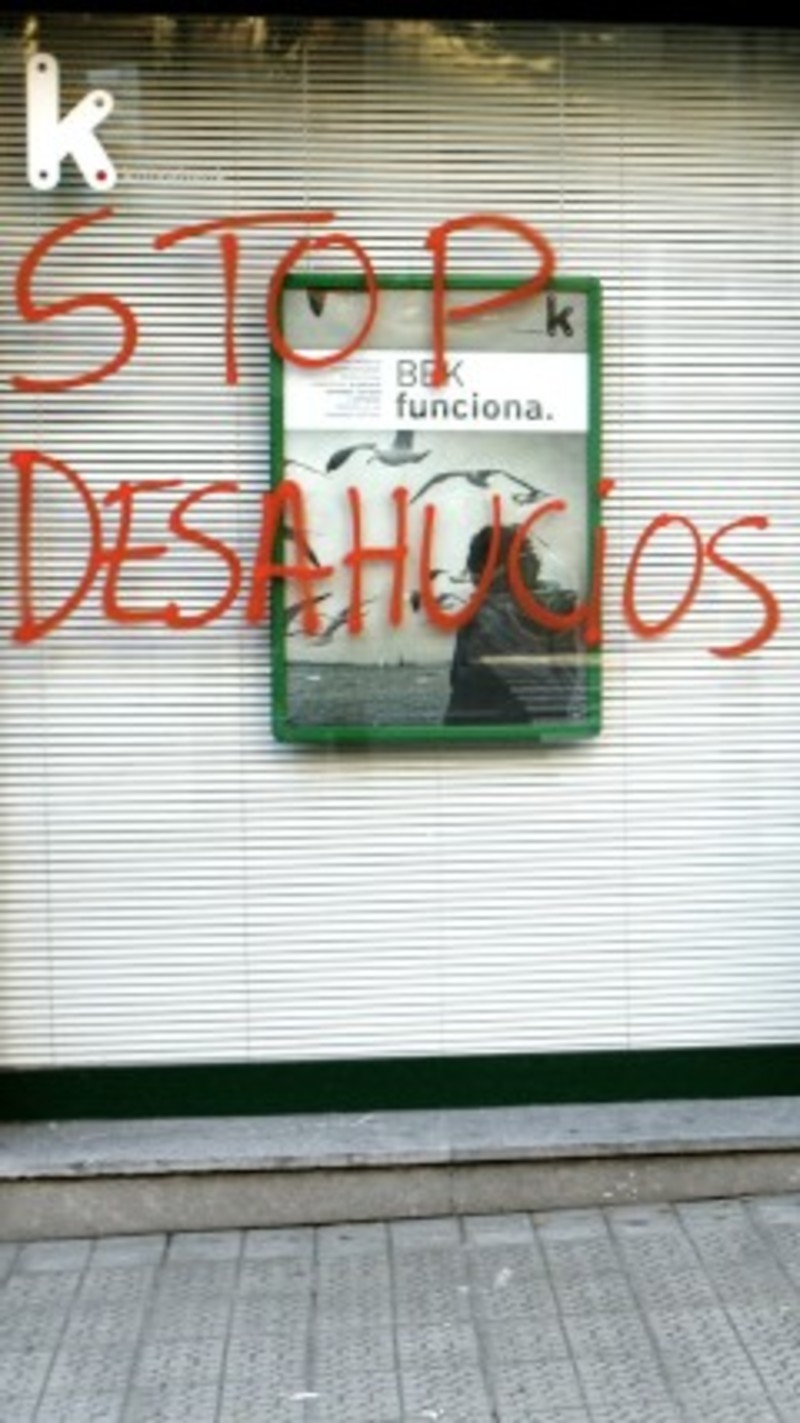 k
STOP
k
BBK
funciona.
DESAHUCiOS